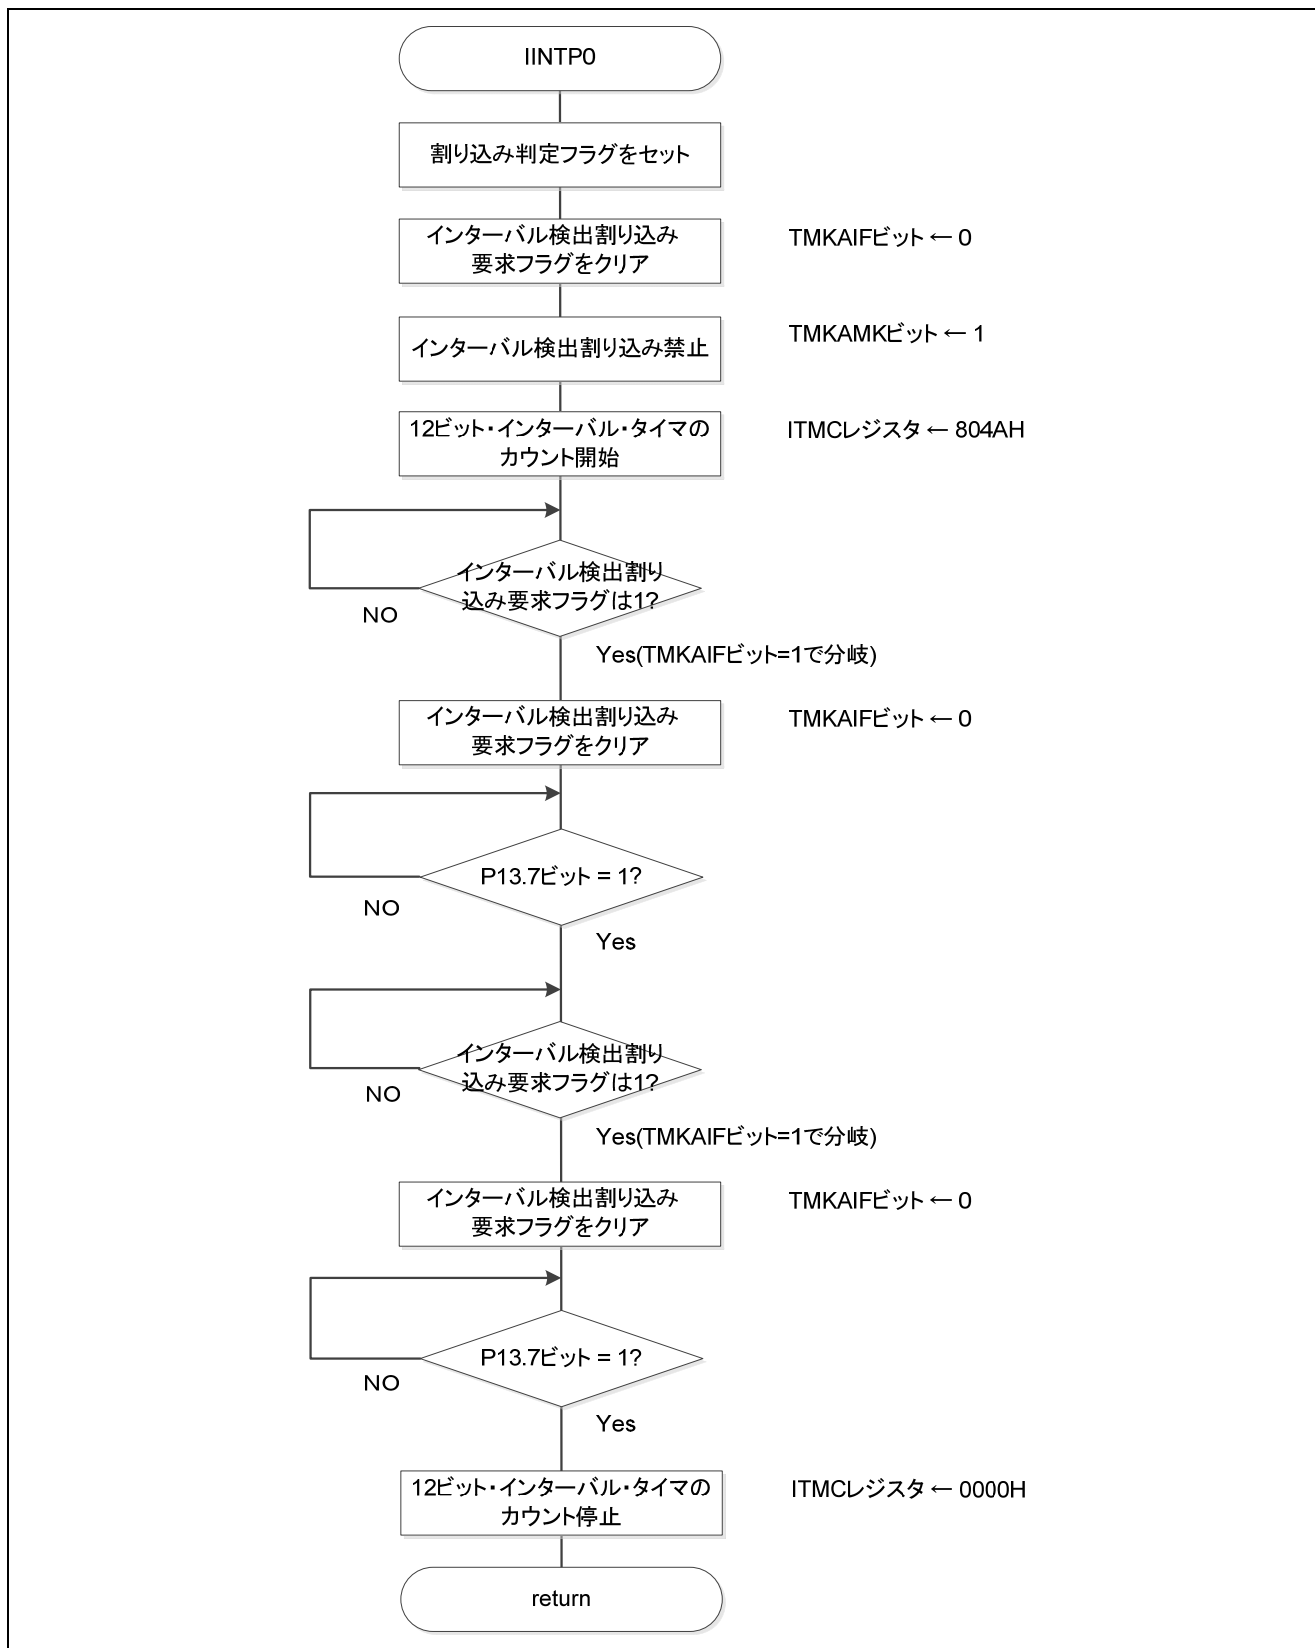 IINTP0
割り込み判定フラグをセット
インターバル検出割り込み
要求フラグをクリア
TMKAIFビット ← 0
インターバル検出割り込み禁止
TMKAMKビット ← 1
12ビット・インターバル・タイマの
カウント開始
ITMCレジスタ ← 804AH
インターバル検出割り
込み要求フラグは1?
NO
Yes(TMKAIFビット=1で分岐)
インターバル検出割り込み
要求フラグをクリア
TMKAIFビット ← 0
P13.7ビット = 1?
NO
Yes
インターバル検出割り
込み要求フラグは1?
NO
Yes(TMKAIFビット=1で分岐)
インターバル検出割り込み
要求フラグをクリア
TMKAIFビット ← 0
P13.7ビット = 1?
NO
Yes
12ビット・インターバル・タイマの
カウント停止
ITMCレジスタ ← 0000H
return